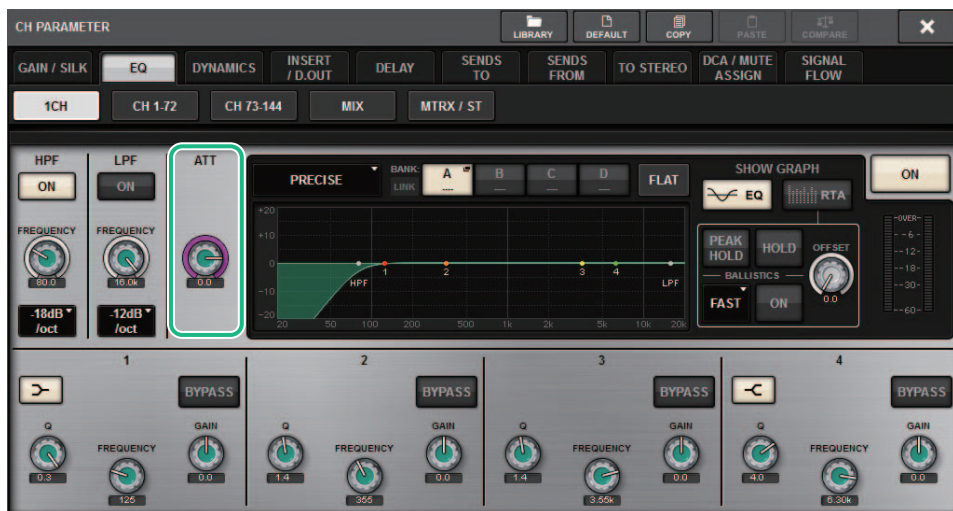 CH PARAMETER
LIBRARY
DEFAULT
COPY
PASTE
COMPARE
GAIN / SILK
EQ
DYNAMICS
INSERT
/ D.OUT
DELAY
SENDS
TO
SENDS
FROM
TO STEREO
DCA / MUTE
ASSIGN
SIGNAL
FLOW
1CH
CH 1-72
CH 73-144
MIX
MTRX / ST
HPF
ON
FREQUENCY
80.0
-18dB
/oct
LPF
ON
FREQUENCY
16.0k
-12dB
/oct
ATT
0.0
PRECISE
BANK:
LINK
A
B
C
D
FLAT
+20
+10
0
-10
-20
20 50 100 200 500 1k 2k 5k 10k 20k
HPF
1
2
3
4
LPF
SHOW GRAPH
EQ
RTA
PEAK
HOLD
HOLD
OFFSET
0.0
BALLISTICS
FAST
ON
ON
-OVER-
--6-
--12-
--18-
--30-
--60-
1
BYPASS
Q
0.3
FREQUENCY
125
GAIN
0.0
2
BYPASS
Q
1.4
FREQUENCY
355
GAIN
0.0
3
BYPASS
Q
1.4
FREQUENCY
3.55k
GAIN
0.0
4
BYPASS
Q
4.0
FREQUENCY
6.30k
GAIN
0.0